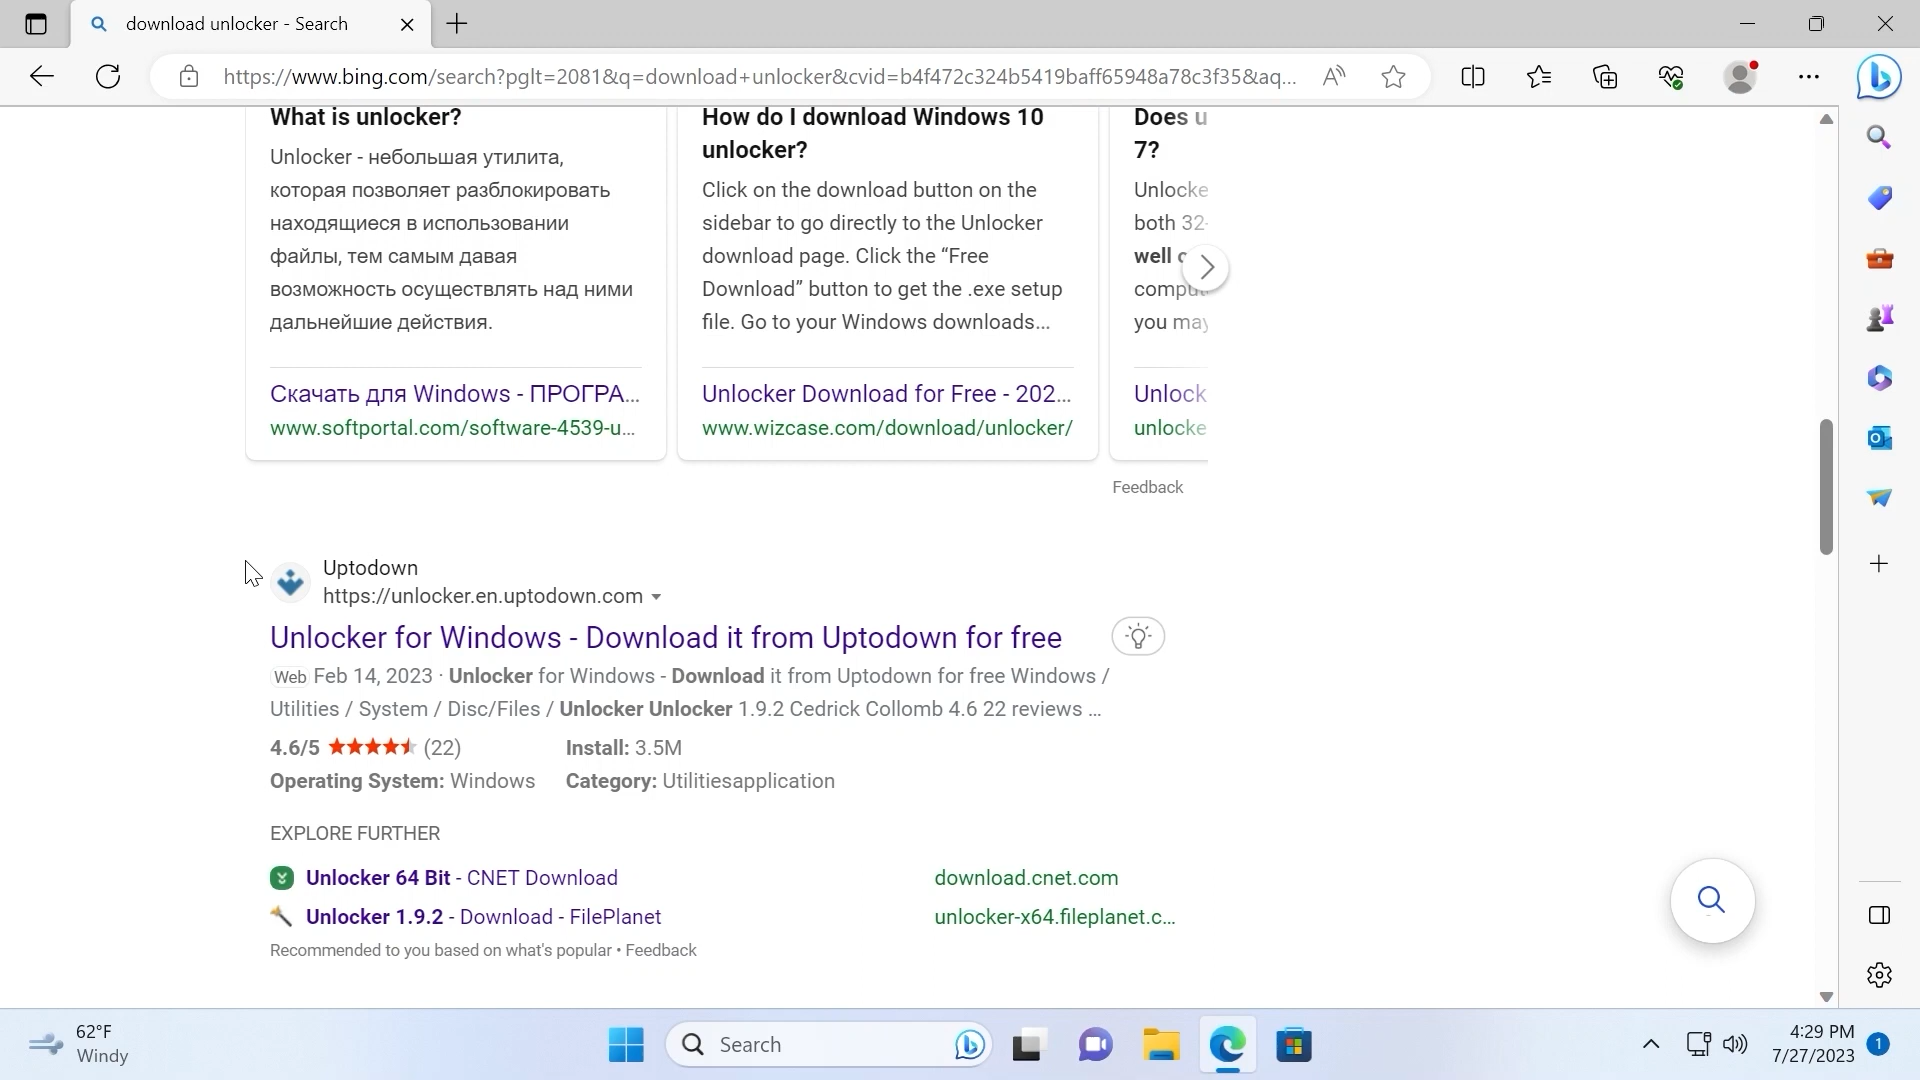 download unlocker - Search
https://www.bing.com/search?pglt=2081&q=download+unlocker&cvid=b4f472c324b5419baff65948a78c3f35&aq...
What is unlocker?
Unlocker - небольшая утилита,
которая позволяет разблокировать
находящиеся в использовании
файлы, тем самым давая
возможность осуществлять над ними
дальнейшие действия.
Скачать для Windows - ПРОГРА...
www.softportal.com/software-4539-u...
How do I download Windows 10
unlocker?
Click on the download button on the
sidebar to go directly to the Unlocker
download page. Click the “Free
Download” button to get the .exe setup
file. Go to your Windows downloads...
Unlocker Download for Free - 202...
www.wizcase.com/download/unlocker/
Does u
7?
Unlocke
both 32-
well
compu
you may
Unlock
unlocke
Feedback
Uptodown
https://unlocker.en.uptodown.com
Unlocker for Windows - Download it from Uptodown for free
Web Feb 14, 2023 · Unlocker for Windows - Download it from Uptodown for free Windows /
Utilities / System / Disc/Files / Unlocker Unlocker 1.9.2 Cedrick Collomb 4.6 22 reviews ...
4.6/5 (22) Install: 3.5M
Operating System: Windows Category: Utilitiesapplication
EXPLORE FURTHER
Unlocker 64 Bit - CNET Download download.cnet.com
Unlocker 1.9.2 - Download - FilePlanet unlocker-x64.fileplanet.c...
Recommended to you based on what's popular • Feedback
62°F
Windy
Search
4:29 PM
7/27/2023
1